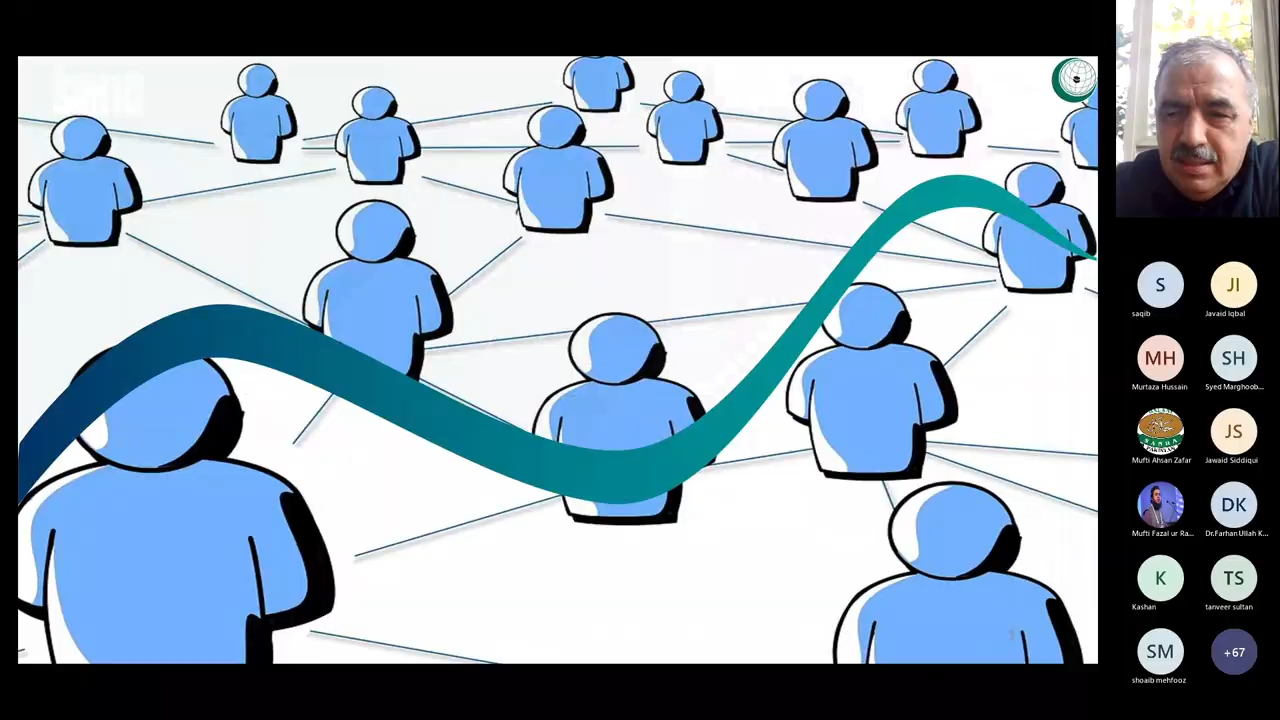 S
saqib
JI
Javaid Iqbal
MH
Murtaza Hussain
SH
Syed Marghoob...
SANHA
Mufti Ahsan Zafar
JS
Jawaid Siddiqui
Mufti Fazal ur Ra...
DK
Dr.Farhan Ullah K...
K
Kashan
TS
tanveer sultan
SM
shoaib mehfooz
+67